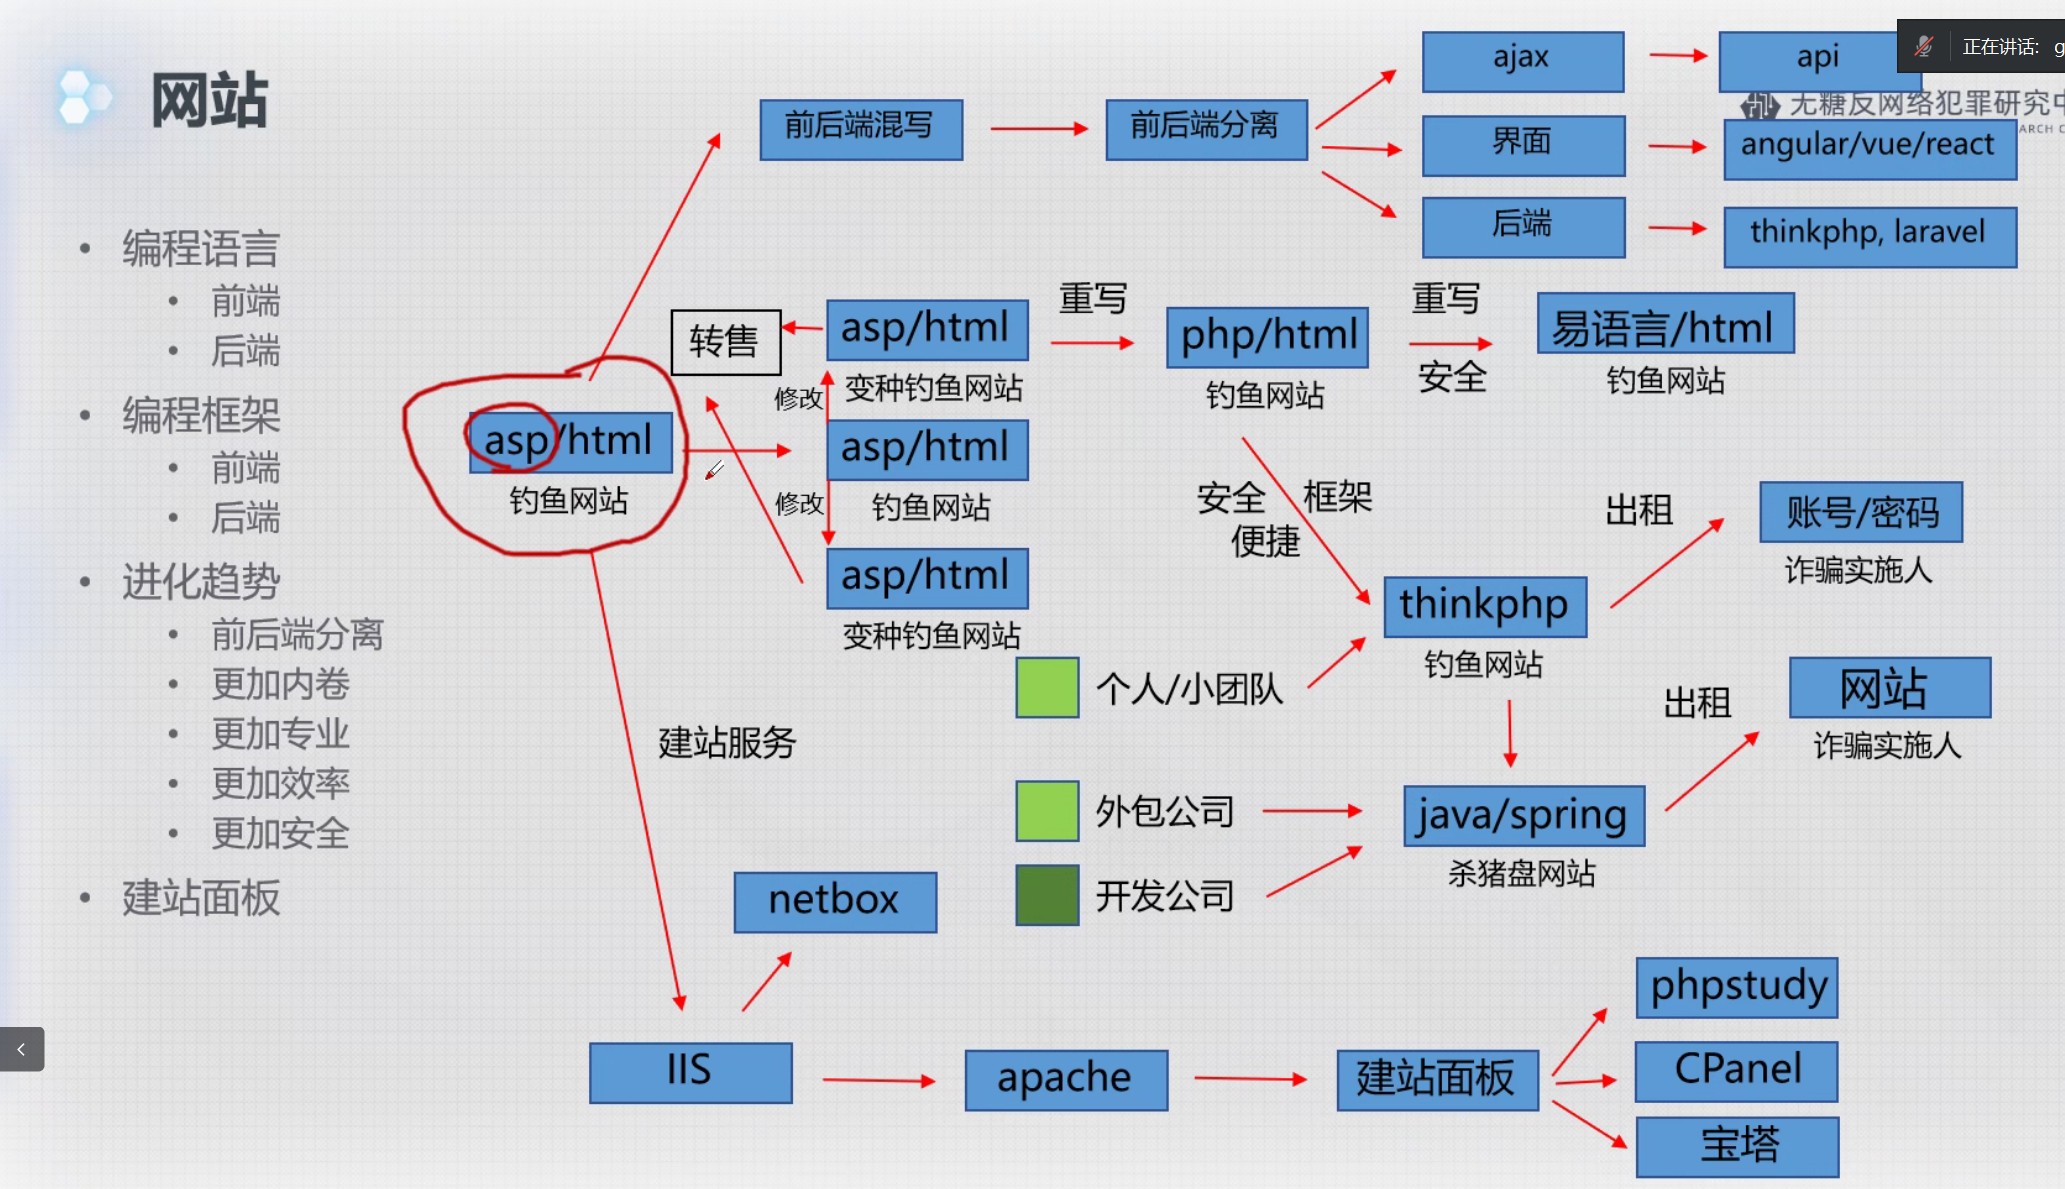 网站
正在讲话: g
无糖反网络犯罪研究中
ARCH C
• 编程语言
• 前端
• 后端
• 编程框架
• 前端
• 后端
• 进化趋势
• 前后端分离
• 更加内卷
• 更加专业
• 更加效率
• 更加安全
• 建站面板
前后端混写
前后端分离
ajax
api
界面
angular/vue/react
后端
thinkphp, laravel
转售
asp/html
变种钓鱼网站
重写
php/html
钓鱼网站
重写
安全
易语言/html
钓鱼网站
修改
asp/html
钓鱼网站
asp/html
钓鱼网站
修改
asp/html
变种钓鱼网站
安全
便捷
框架
thinkphp
钓鱼网站
出租
账号/密码
诈骗实施人
个人/小团队
外包公司
开发公司
java/spring
杀猪盘网站
出租
网站
诈骗实施人
建站服务
netbox
IIS
apache
建站面板
phpstudy
CPanel
宝塔